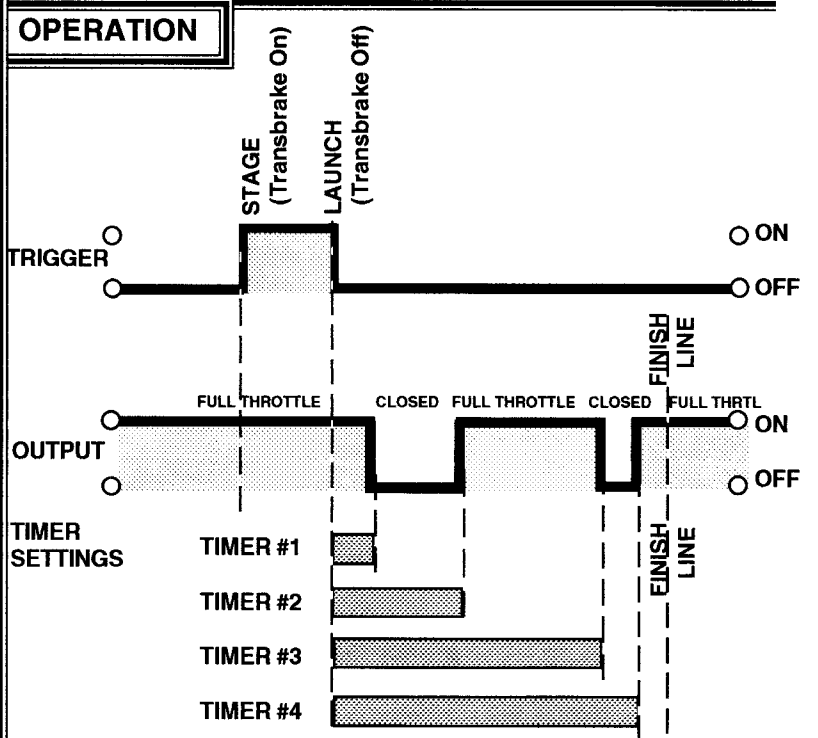 OPERATION
STAGE
(Transbrake On)
LAUNCH
(Transbrake Off)
TRIGGER
ON
OFF
FINISH
LINE
FULL THROTTLE
CLOSED
FULL THROTTLE
CLOSED
FULL THRTL
OUTPUT
ON
OFF
TIMER
SETTINGS
TIMER #1
TIMER #2
TIMER #3
TIMER #4
FINISH
LINE